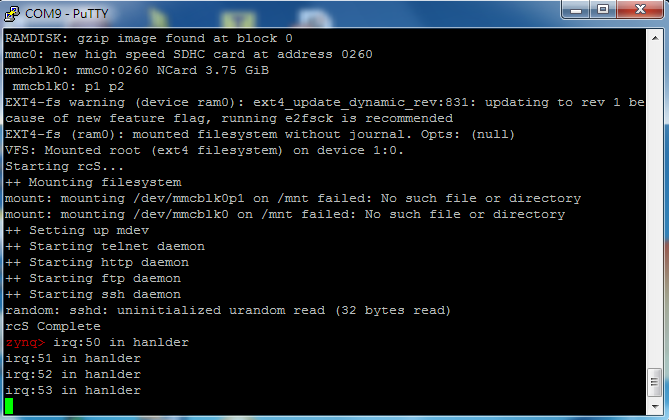 COM9 - PuTTY
RAMDISK: gzip image found at block 0
mmc0: new high speed SDHC card at address 0260
mmcblk0: mmc0:0260 NCard 3.75 GiB
 mmcblk0: p1 p2
EXT4-fs warning (device ram0): ext4_update_dynamic_rev:831: updating to rev 1 be
cause of new feature flag, running e2fsck is recommended
EXT4-fs (ram0): mounted filesystem without journal. Opts: (null)
VFS: Mounted root (ext4 filesystem) on device 1:0.
Starting rcS...
++ Mounting filesystem
mount: mounting /dev/mmcblk0p1 on /mnt failed: No such file or directory
mount: mounting /dev/mmcblk0 on /mnt failed: No such file or directory
++ Setting up mdev
++ Starting telnet daemon
++ Starting http daemon
++ Starting ftp daemon
++ Starting ssh daemon
random: sshd: uninitialized urandom read (32 bytes read)
rcS Complete
zynq> irq:50 in hanlder
irq:51 in hanlder
irq:52 in hanlder
irq:53 in hanlder